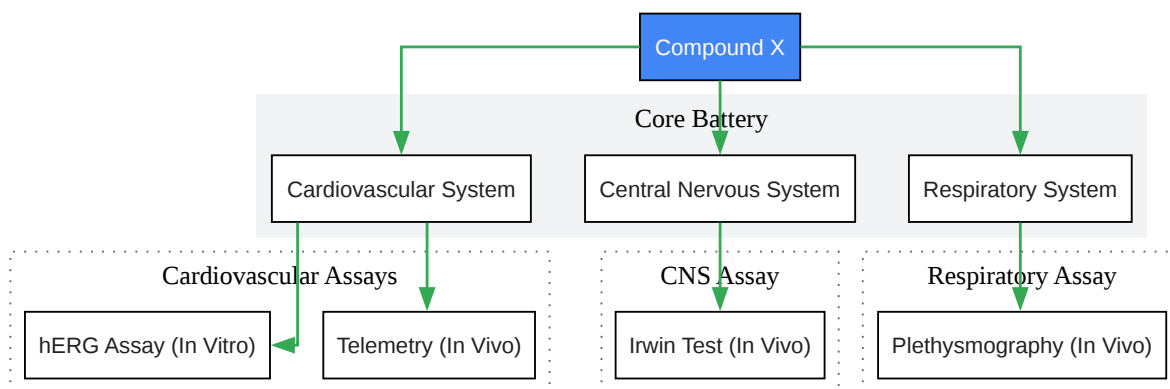 Compound X
Core Battery
Cardiovascular System
Central Nervous System
Respiratory System
Cardiovascular Assays
CNS Assay
Respiratory Assay
hERG Assay (In Vitro)
Telemetry (In Vivo)
Irwin Test (In Vivo)
Plethysmography (In Vivo)